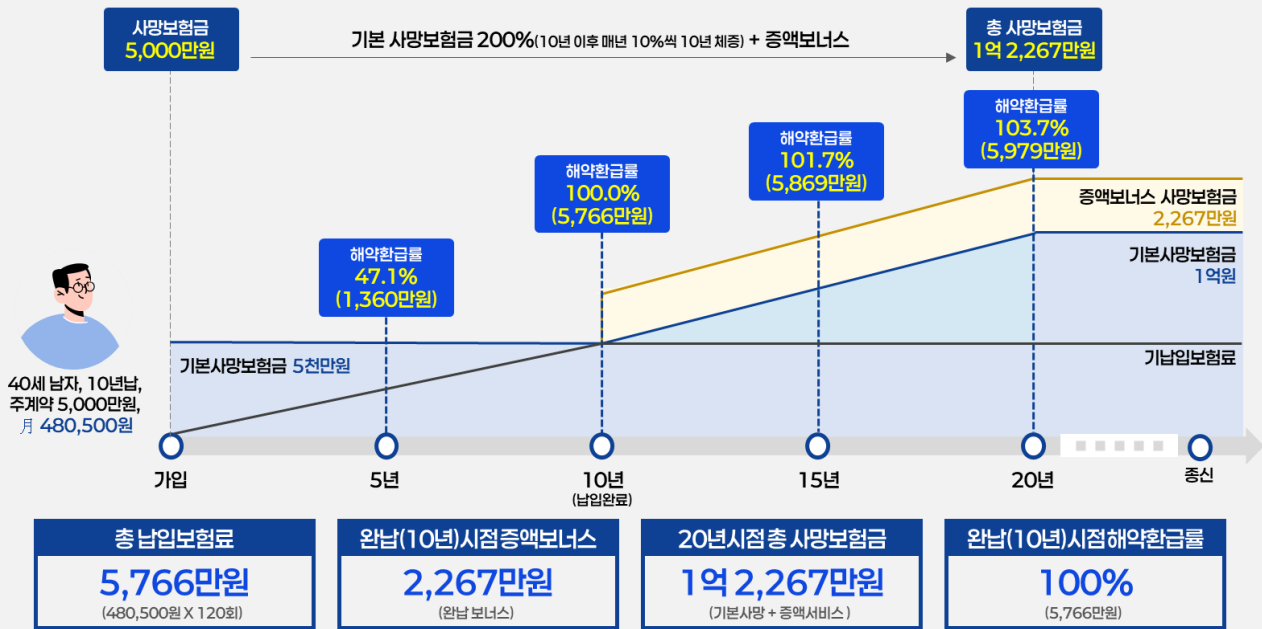 사망보험금
5,000만원
기본 사망보험금 200%(10년 이후 매년 10%씩 10년 체증) + 증액보너스
총 사망보험금
1억 2,267만원
해약환급률
47.1%
(1,360만원)
해약환급률
100.0%
(5,766만원)
해약환급률
101.7%
(5,869만원)
해약환급률
103.7%
(5,979만원)
증액보너스 사망보험금
2,267만원
기본사망보험금
1억원
기본사망보험금 5천만원
기납입보험료
40세 남자, 10년납,
주계약 5,000만원,
月 480,500원
가입
5년
10년
(납입완료)
15년
20년
종신
총 납입보험료
5,766만원
(480,500원 X 120회)
완납(10년)시점 증액보너스
2,267만원
(완납 보너스)
20년시점 총 사망보험금
1억 2,267만원
(기본사망 + 증액서비스 )
완납(10년)시점 해약환급률
100%
(5,766만원)